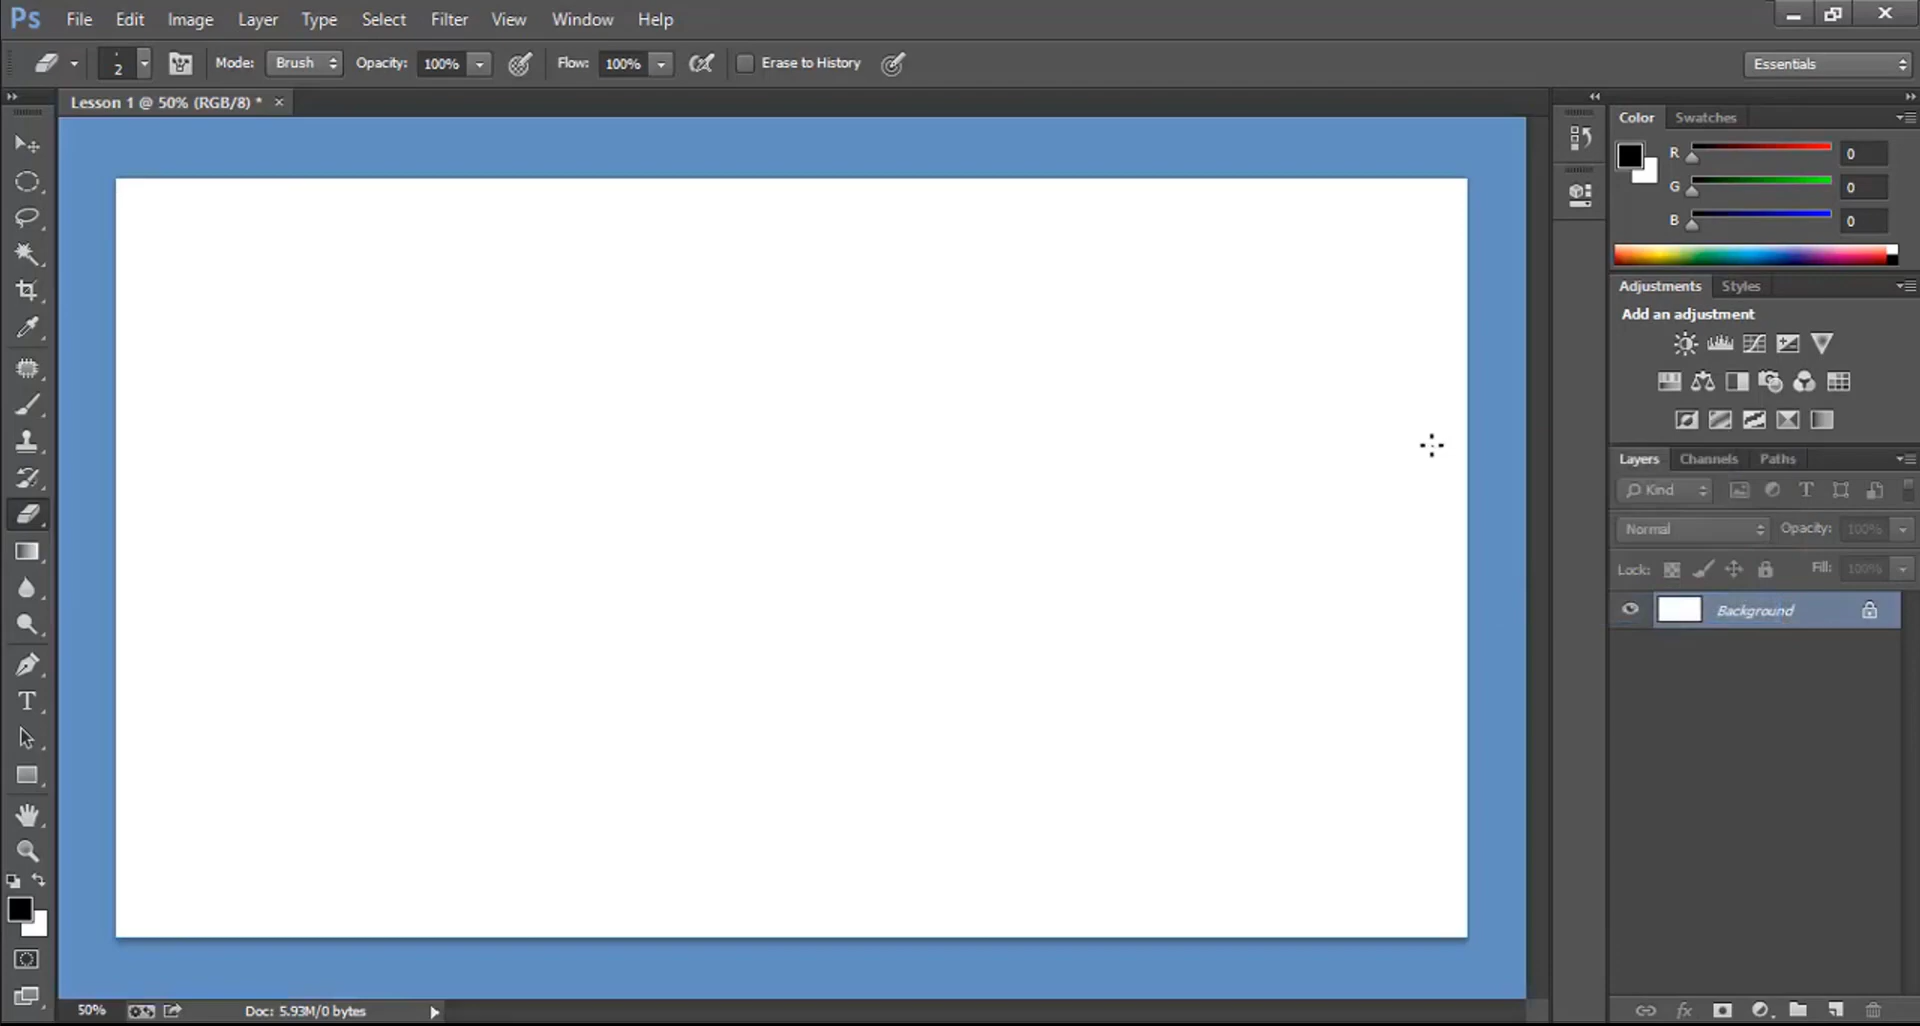 Ps File Edit Image Layer Type Select Filter View Window Help
2 Mode: Brush Opacity: 100% Flow: 100% Erase to History Essentials
Lesson 1 @ 50% (RGB/8) * ×
Color Swatches
R 0
G 0
B 0
Adjustments Styles
Add an adjustment
Layers Channels Paths
Kind
Normal Opacity: 100%
Lock: Fill: 100%
Background
50% Doc: 5.93M/0 bytes